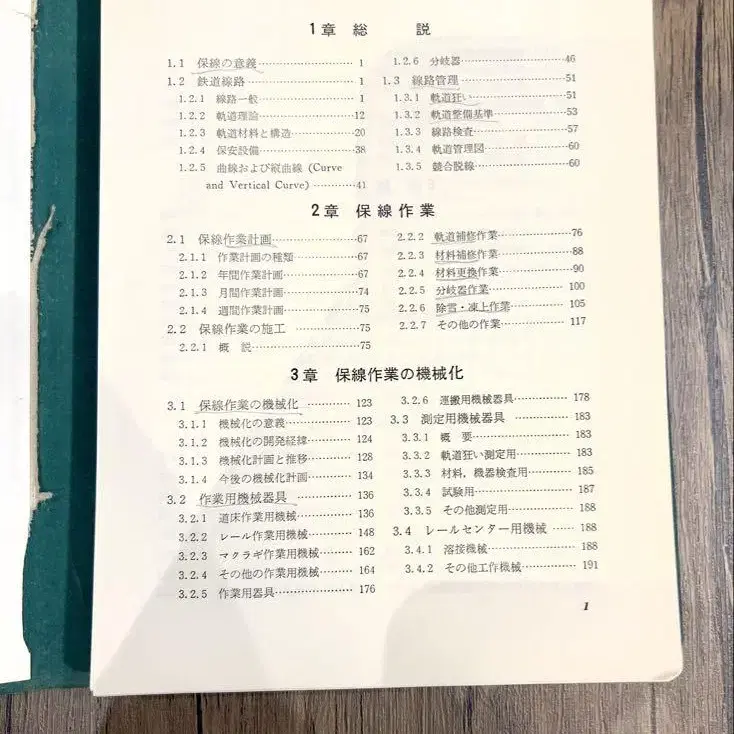 1章 総 説
1.1 保線の意義 1
1.2 鉄道線路 1
1.2.1 線路一般 1
1.2.2 軌道理論 12
1.2.3 軌道材料と構造 20
1.2.4 保安設備 38
1.2.5 曲線および縦曲線 (Curve
and Vertical Curve) 41
1.2.6 分岐器 46
1.3 線路管理 51
1.3.1 軌道狂い 51
1.3.2 軌道整備基準 53
1.3.3 線路検査 57
1.3.4 軌道管理図 60
1.3.5 競合脱線 60
2章 保線作業
2.1 保線作業計画 67
2.1.1 作業計画の種類 67
2.1.2 年間作業計画 67
2.1.3 月間作業計画 74
2.1.4 週間作業計画 75
2.2 保線作業の施工 75
2.2.1 概 説 75
2.2.2 軌道補修作業 76
2.2.3 材料補修作業 88
2.2.4 材料更換作業 90
2.2.5 分岐器作業 100
2.2.6 除雪・凍上作業 105
2.2.7 その他の作業 117
3章 保線作業の機械化
3.1 保線作業の機械化 123
3.1.1 機械化の意義 123
3.1.2 機械化の開発経緯 124
3.1.3 機械化計画と推移 128
3.1.4 今後の機械化計画 134
3.2 作業用機械器具 136
3.2.1 道床作業用機械 136
3.2.2 レール作業用機械 148
3.2.3 マクラギ作業用機械 162
3.2.4 その他の作業用機械 164
3.2.5 作業用器具 176
3.2.6 運搬用機械器具 178
3.3 測定用機械器具 183
3.3.1 概 要 183
3.3.2 軌道狂い測定用 183
3.3.3 材料，機器検査用 185
3.3.4 試験用 187
3.3.5 その他測定用 188
3.4 レールセンター用機械 188
3.4.1 溶接機械 188
3.4.2 その他工作機械 191
1